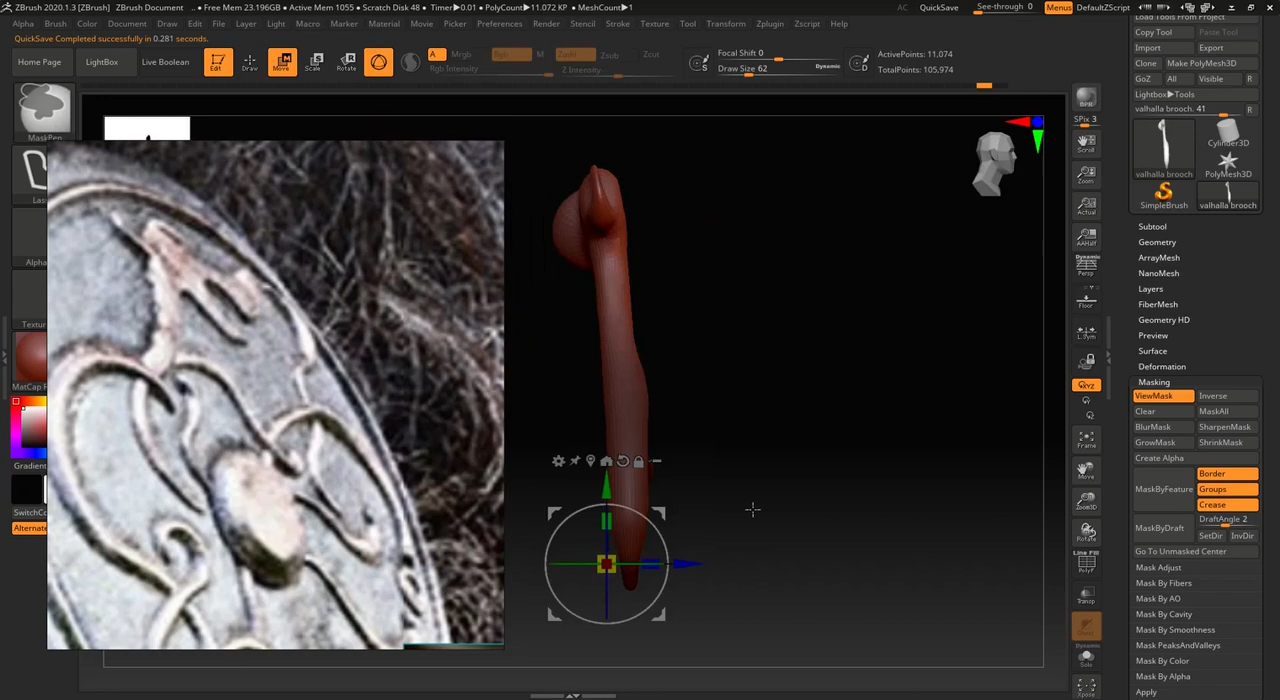 ZBrush 2020.1.3 [ZBrush] ZBrush Document .. ● Free Mem 23.196GB ● Active Mem 1055 ● Scratch Disk 48 ● Timer▶0.01 ● PolyCount▶11.072 KP ● MeshCount▶1
AC QuickSave See-through 0 Menus DefaultZScript
Alpha Brush Color Document Draw Edit File Layer Light Macro Marker Material Movie Picker Preferences Render Stencil Stroke Texture Tool Transform Zplugin Zscript Help
QuickSave Completed successfully in 0.281 seconds.
Home Page LightBox Live Boolean Edit Draw Move Scale Rotate
A Mrgb Rgb M Zadd Zsub Zcut
Rgb Intensity Z Intensity
Focal Shift 0
Draw Size 62 Dynamic
S D
ActivePoints: 11,074
TotalPoints: 105,974
MaskPen
Las
Alpha
Textur
MatCap R
Gradient
SwitchCo
Alternate
BPR
SPix 3
Scroll
Zoom
Actual
AAHalf
Dynamic
Persp
Floor
L.Sym
XYZ
Frame
Move
Zoom3D
Rotate
Line Fill
PolyF
Transp
Dynamic
Solo
Xpose
Load Tools From Project
Copy Tool Paste Tool
Import Export
Clone Make PolyMesh3D
GoZ All Visible R
Lightbox▶Tools
valhalla brooch. 41 R
valhalla brooch Cylinder3D
PolyMesh3D
SimpleBrush valhalla brooch
Subtool
Geometry
ArrayMesh
NanoMesh
Layers
FiberMesh
Geometry HD
Preview
Surface
Deformation
Masking
ViewMask Inverse
Clear MaskAll
BlurMask SharpenMask
GrowMask ShrinkMask
Create Alpha
MaskByFeature Border
Groups
Crease
MaskByDraft DraftAngle 2
SetDir InvDir
Go To Unmasked Center
Mask Adjust
Mask By Fibers
Mask By AO
Mask By Cavity
Mask By Smoothness
Mask PeaksAndValleys
Mask By Color
Mask By Alpha
Apply